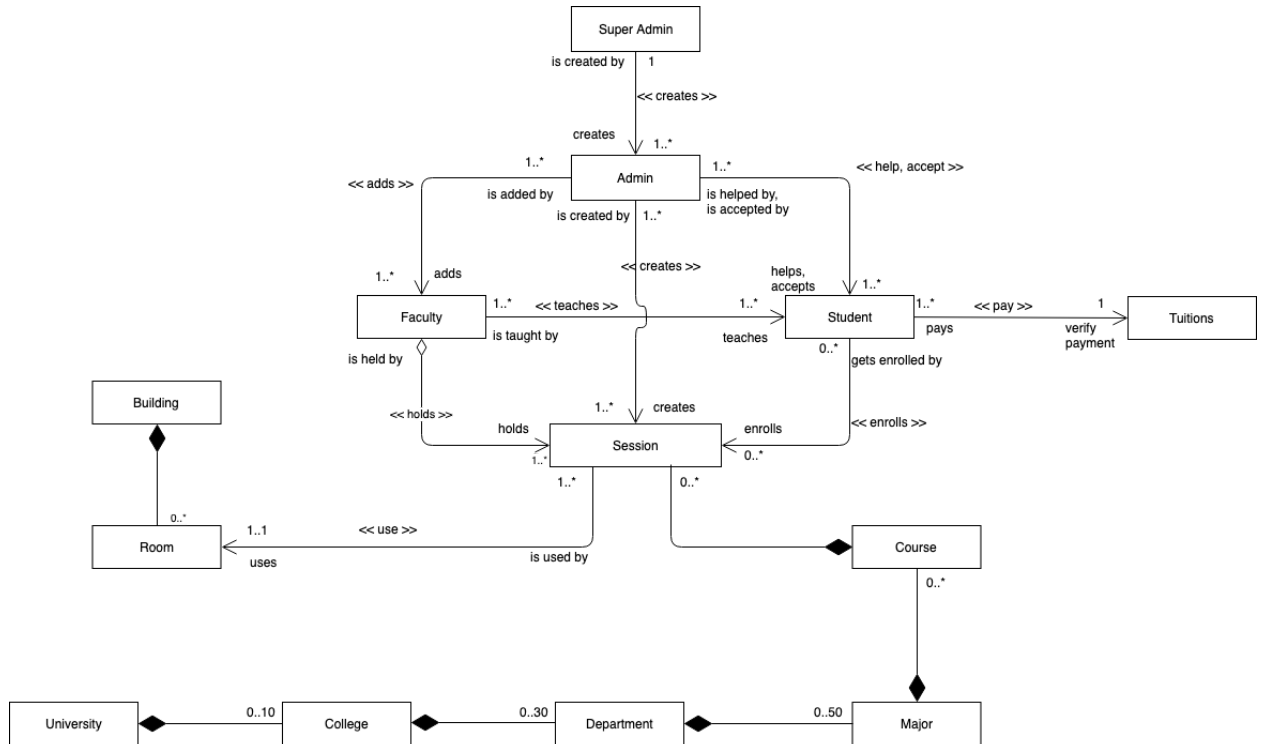 Super Admin
is created by
1
<< creates >>
creates
1..*
1..*
Admin
1..*
<< help, accept >>
<< adds >>
is added by
is created by
1..*
is helped by,
is accepted by
<< creates >>
1..*
adds
helps,
accepts
1..*
Faculty
1..*
<< teaches >>
1..*
Student
1..*
<< pay >>
1
Tuitions
is taught by
teaches
pays
verify
payment
is held by
0..*
gets enrolled by
Building
<< holds >>
1..*
creates
<< enrolls >>
holds
Session
enrolls
1..*
0..*
1..*
0..*
0..*
Room
1..1
<< use >>
Course
uses
is used by
0..*
University
0..10
College
0..30
Department
0..50
Major